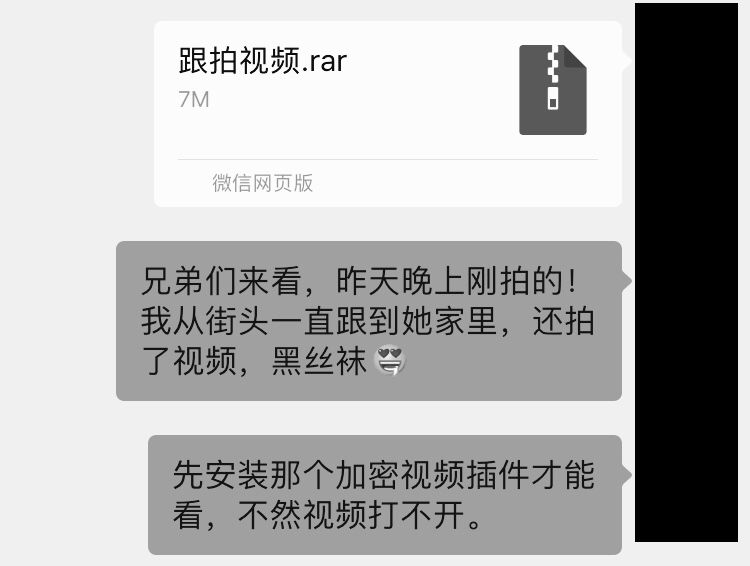 跟拍视频.rar
7M
微信网页版
兄弟们来看，昨天晚上刚拍的！
我从街头一直跟到她家里，还拍
了视频，黑丝袜😍
先安装那个加密视频插件才能
看，不然视频打不开。